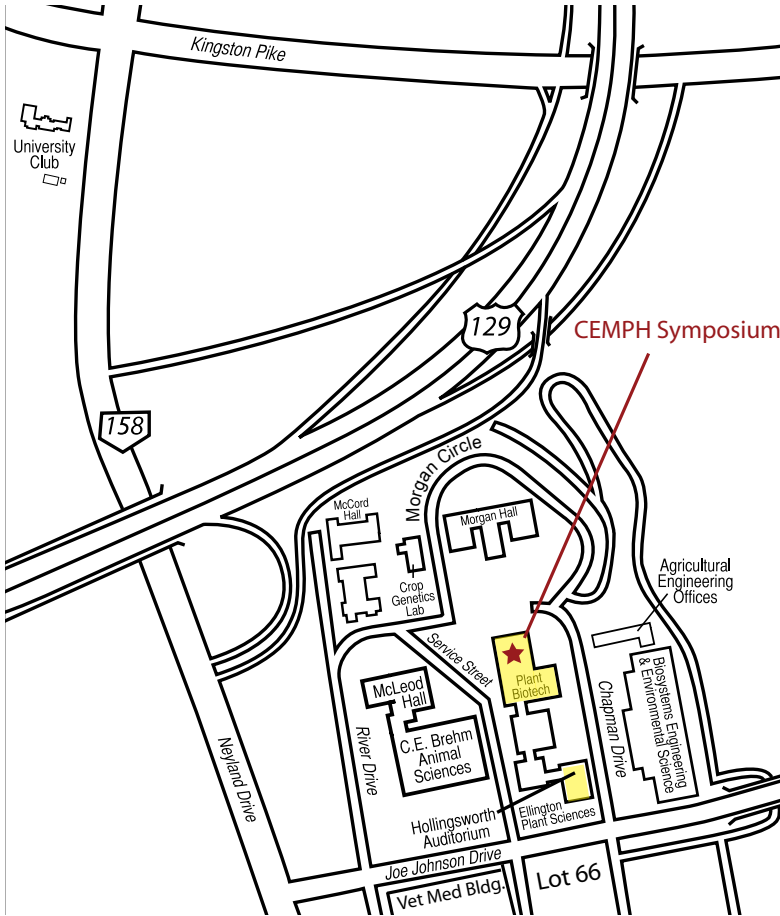 Kingston Pike
University
Club
129
CEMPH Symposium
158
Morgan Circle
McCord
Hall
Morgan Hall
Crop
Genetics
Lab
Agricultural
Engineering
Offices
Service Street
Plant
Biotech
McLeod
Hall
C.E. Brehm
Animal
Sciences
River Drive
Neyland Drive
Chapman Drive
Biosystems Engineering
& Environmental Science
Hollingsworth
Auditorium
Ellington
Plant Sciences
Joe Johnson Drive
Vet Med Bldg.
Lot 66